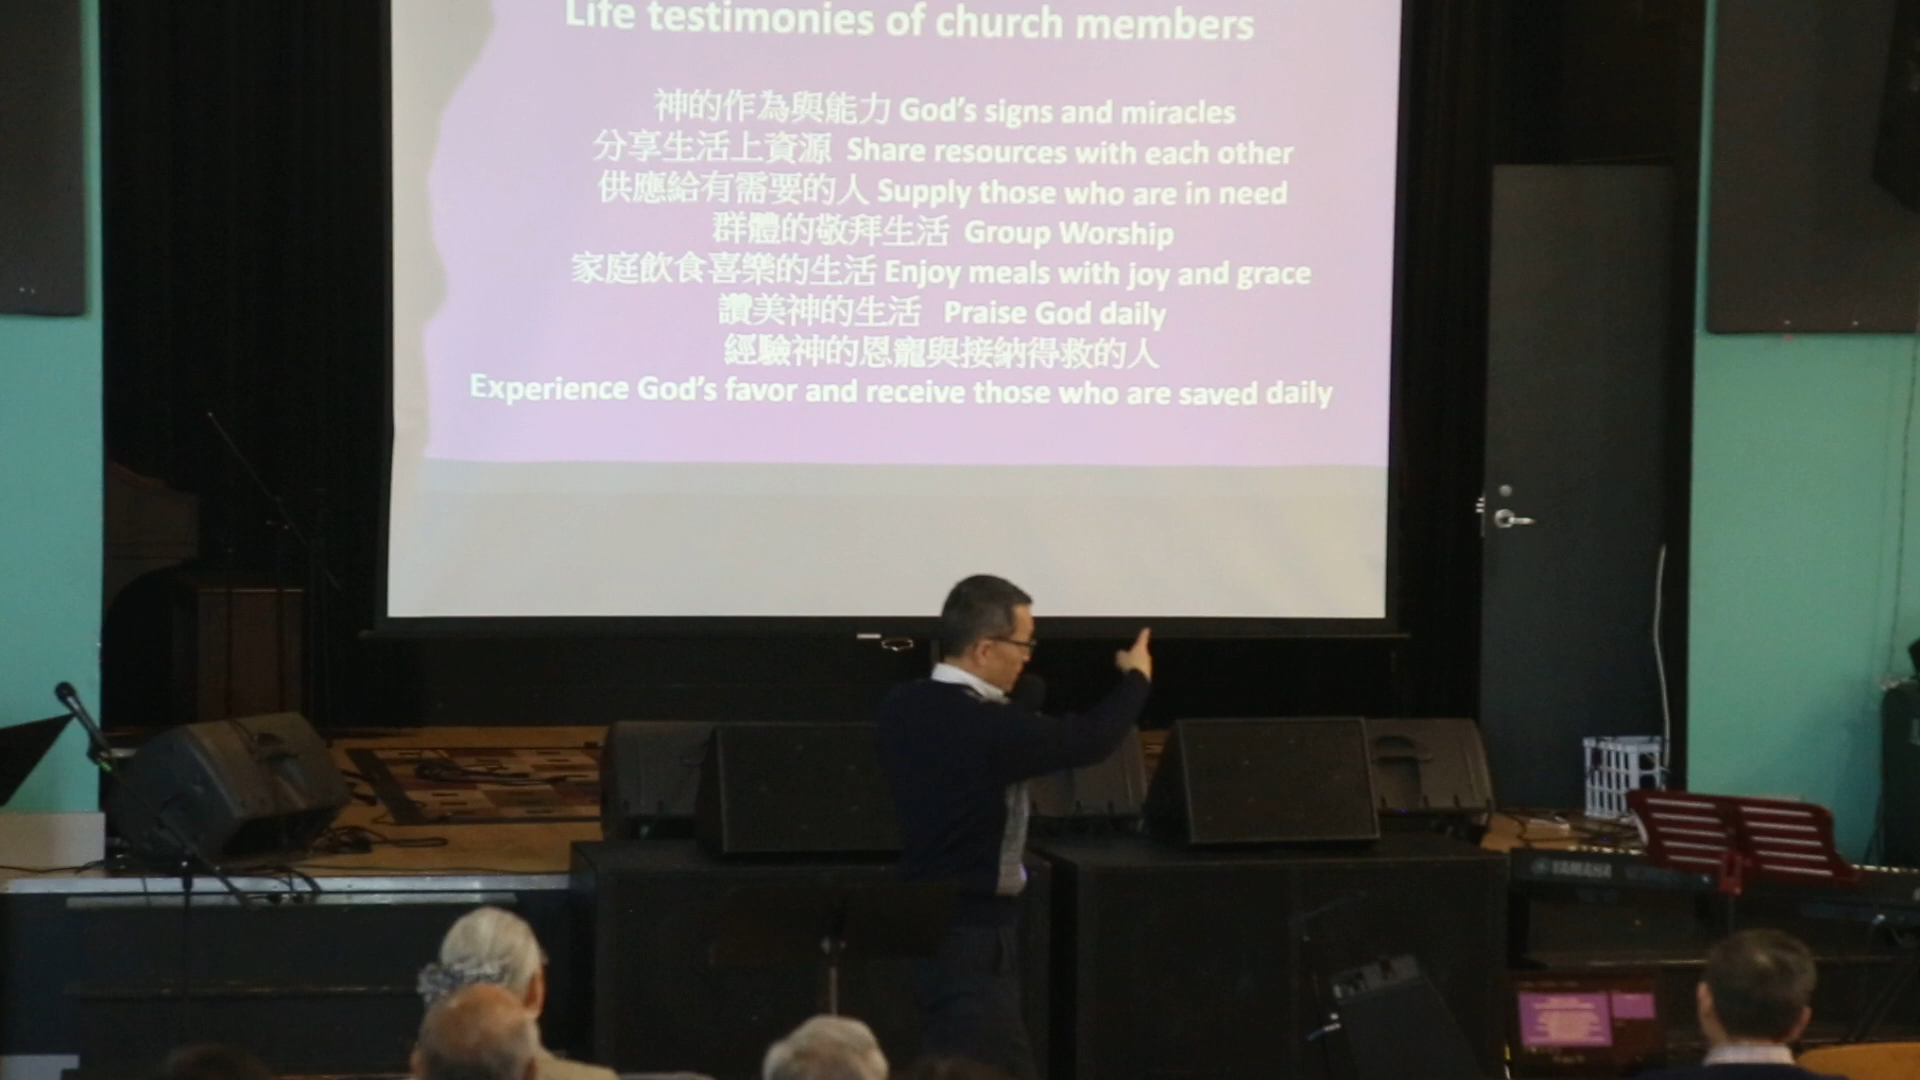 Life testimonies of church members
神的作為與能力 God's signs and miracles
分享生活上資源 Share resources with each other
供應給有需要的人 Supply those who are in need
群體的敬拜生活 Group Worship
家庭飲食喜樂的生活 Enjoy meals with joy and grace
讚美神的生活 Praise God daily
經驗神的恩寵與接納得救的人
Experience God's favor and receive those who are saved daily
YAMAHA